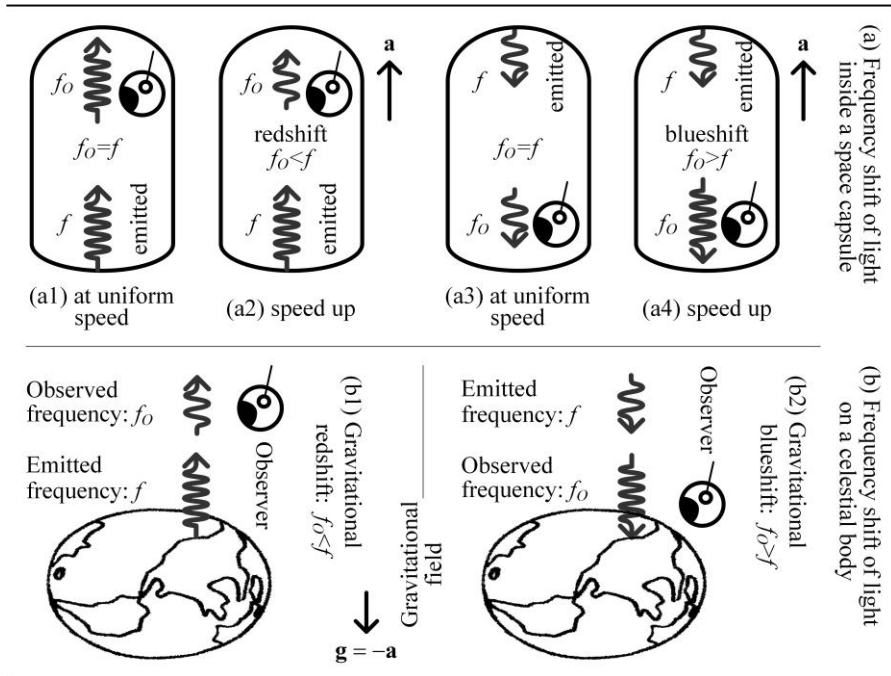 f_O
f_O=f
f
emitted
(a1) at uniform
speed
f_O
redshift
f_O<f
f
emitted
(a2) speed up
a
f
emitted
f_O=f
f_O
(a3) at uniform
speed
f
emitted
blueshift
f_O>f
f_O
(a4) speed up
a
(a) Frequency shift of light
inside a space capsule
Observed
frequency: f_O
Emitted
frequency: f
Observer
(b1) Gravitational
redshift: f_O<f
Gravitational
field
g = −a
Emitted
frequency: f
Observed
frequency: f_O
Observer
(b2) Gravitational
blueshift: f_O>f
(b) Frequency shift of light
on a celestial body